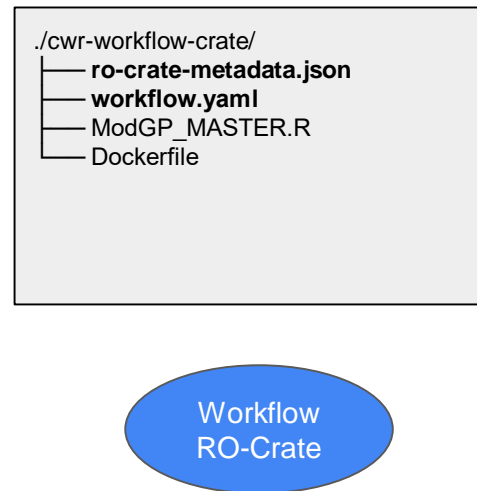 ./cwr-workflow-crate/
├── ro-crate-metadata.json
├── workflow.yaml
├── ModGP_MASTER.R
└── Dockerfile
Workflow
RO-Crate